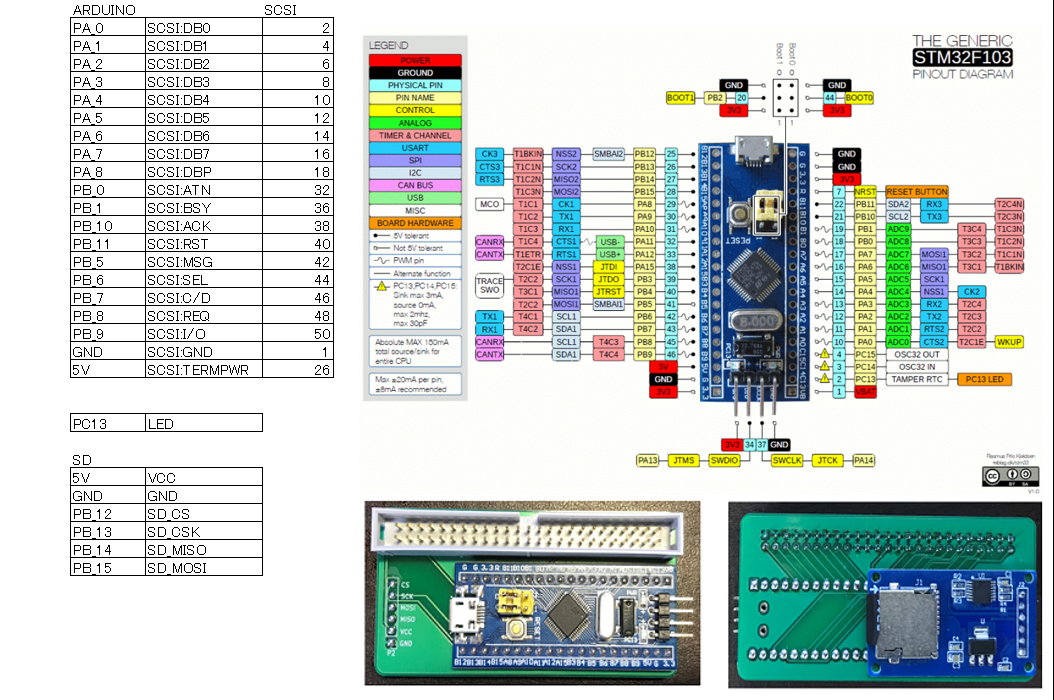 ARDUINO SCSI
PA_0 SCSI:DB0 2
PA_1 SCSI:DB1 4
PA_2 SCSI:DB2 6
PA_3 SCSI:DB3 8
PA_4 SCSI:DB4 10
PA_5 SCSI:DB5 12
PA_6 SCSI:DB6 14
PA_7 SCSI:DB7 16
PA_8 SCSI:DBP 18
PB_0 SCSI:ATN 32
PB_1 SCSI:BSY 36
PB_10 SCSI:ACK 38
PB_11 SCSI:RST 40
PB_5 SCSI:MSG 42
PB_6 SCSI:SEL 44
PB_7 SCSI:C/D 46
PB_8 SCSI:REQ 48
PB_9 SCSI:I/O 50
GND SCSI:GND 1
5V SCSI:TERMPWR 26
PC13 LED
SD
5V VCC
GND GND
PB_12 SD_CS
PB_13 SD_CSK
PB_14 SD_MISO
PB_15 SD_MOSI
LEGEND
POWER
GROUND
PHYSICAL PIN
PIN NAME
CONTROL
ANALOG
TIMER & CHANNEL
USART
SPI
I2C
CAN BUS
USB
MISC
BOARD HARDWARE
5V tolerant
Not 5V tolerant
PWM pin
Alternate function
PC13,PC14,PC15:
Sink max 3mA,
source 0mA,
max 2mhz,
max 30pF
Absolute MAX 150mA
total source/sink for
entire CPU
Max ±20mA per pin,
±8mA recommended
THE GENERIC
STM32F103
PINOUT DIAGRAM
Boot 1 Boot 0
GND GND
BOOT1 PB2 20 44 BOOT0
3V3 3V3
1 1
CK3 T1BKIN NSS2 SMBAI2 PB12 25
CTS3 T1C1N SCK2 PB13 26
RTS3 T1C2N MISO2 PB14 27
T1C3N MOSI2 PB15 28
MCO T1C1 CK1 PA8 29
T1C2 TX1 PA9 30
T1C3 RX1 PA10 31
CANRX T1C4 CTS1 USB- PA11 32
CANTX T1ETR RTS1 USB+ PA12 33
T2C1E NSS1 JTDI PA15 38
TRACE SWO T2C2 SCK1 JTDO PB3 39
T3C1 MISO1 JTRST PB4 40
T3C2 MOSI1 SMBAI1 PB5 41
TX1 T4C1 SCL1 PB6 42
RX1 T4C2 SDA1 PB7 43
CANRX SCL1 T4C3 PB8 45
CANTX SDA1 T4C4 PB9 46
5V
GND
3V3
GND
GND
3V3
7 NRST RESET BUTTON
22 PB11 SDA2 RX3 T2C4N
21 PB10 SCL2 TX3 T2C3N
19 PB1 ADC9 T3C4 T1C3N
18 PB0 ADC8 T3C3 T1C2N
17 PA7 ADC7 MOSI1 T3C2 T1C1N
16 PA6 ADC6 MISO1 T3C1 T1BKIN
15 PA5 ADC5 SCK1
14 PA4 ADC4 NSS1 CK2
13 PA3 ADC3 RX2 T2C4
12 PA2 ADC2 TX2 T2C3
11 PA1 ADC1 RTS2 T2C2
10 PA0 ADC0 CTS2 T2C1E WKUP
4 PC15 OSC32 OUT
3 PC14 OSC32 IN
2 PC13 TAMPER RTC PC13 LED
1 VBAT
3V3 34 37 GND
PA13 JTMS SWDIO SWCLK JTCK PA14
8-000
RESET
CC BY SA
V1.0
CS
SCK
MOSI
MISO
VCC
GND
P2
RESET
J1